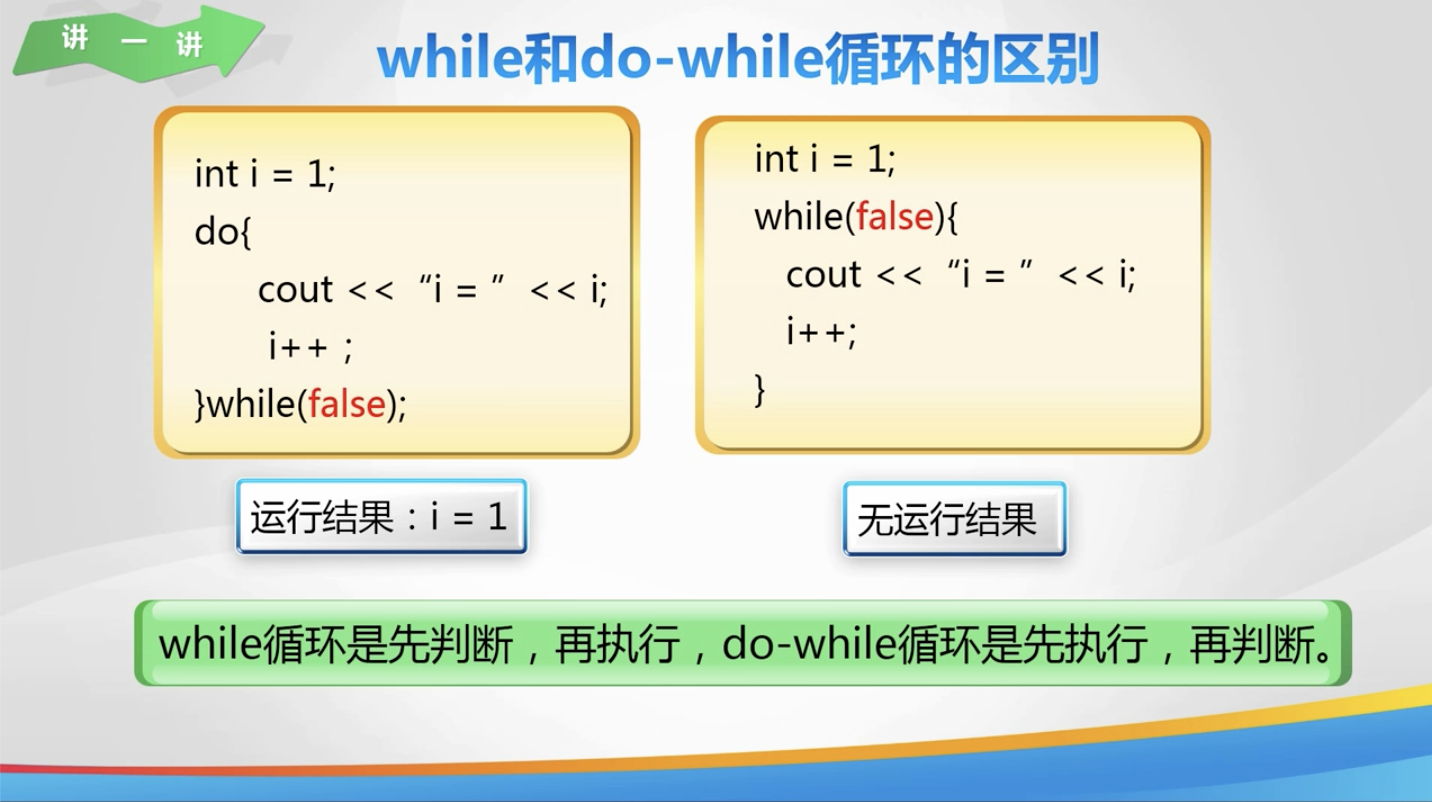 讲一讲
while和do-while循环的区别
int i = 1;
do{
cout << “i = ” << i;
i++ ;
}while(false);
int i = 1;
while(false){
cout << “i = ” << i;
i++;
}
运行结果：i = 1
无运行结果
while循环是先判断，再执行，do-while循环是先执行，再判断。